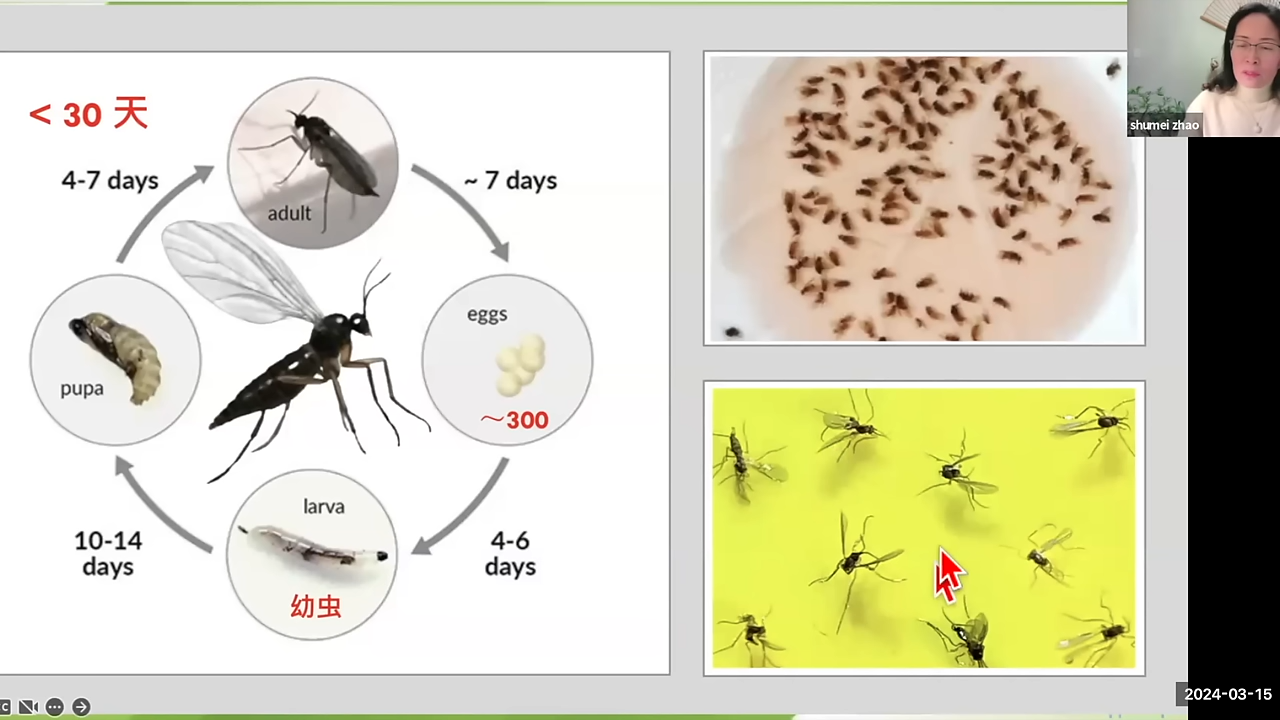 < 30 天
4-7 days
adult
~ 7 days
pupa
eggs
～300
larva
幼虫
10-14
days
4-6
days
shumei zhao
2024-03-15